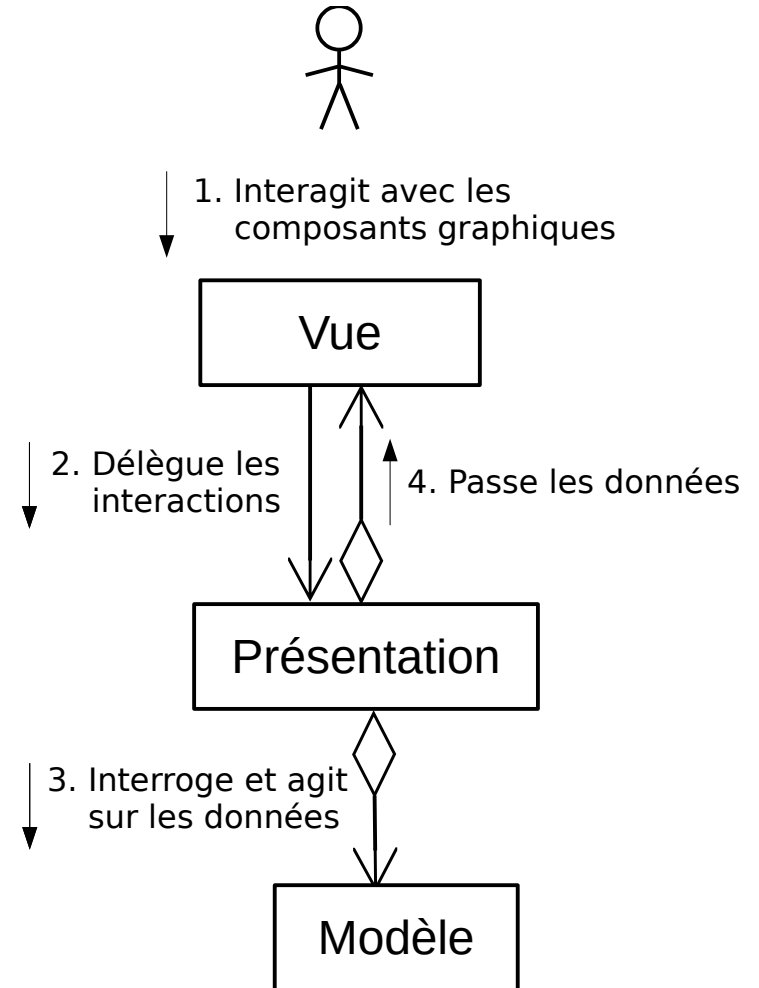 1. Interagit avec les
composants graphiques
Vue
2. Délègue les
interactions
4. Passe les données
Présentation
3. Interroge et agit
sur les données
Modèle